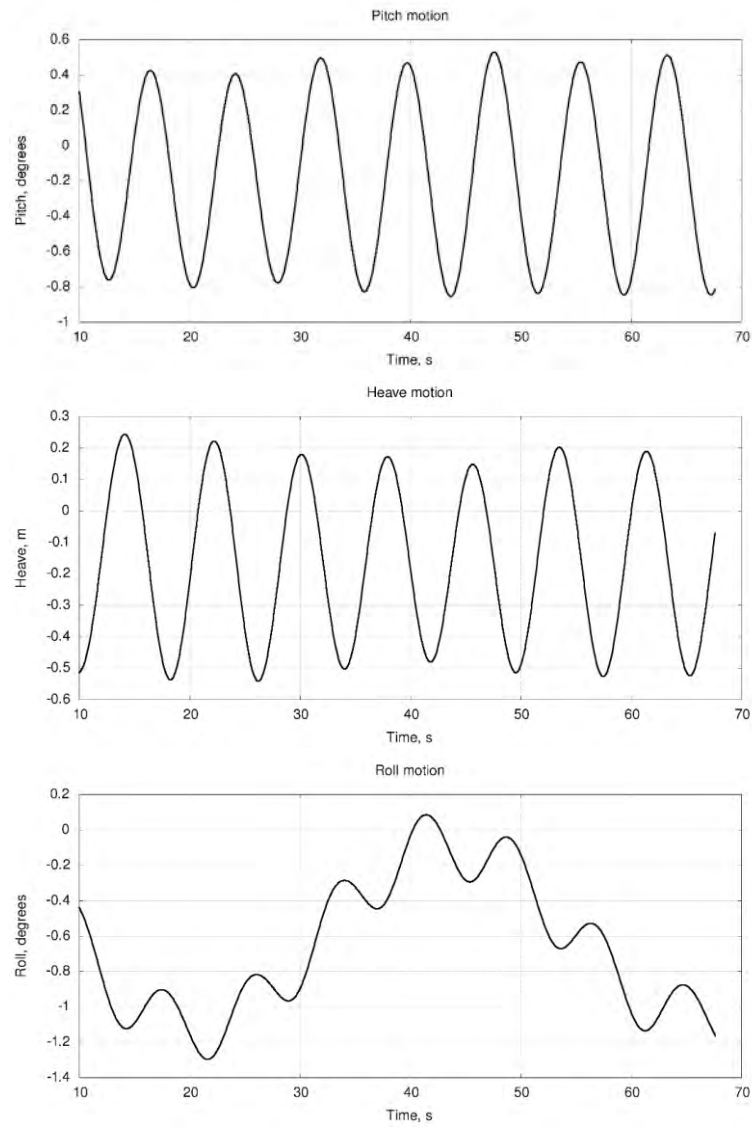 Pitch motion
0.6
0.4
0.2
0
-0.2
-0.4
-0.6
-0.8
-1
Pitch, degrees
10 20 30 40 50 60 70
Time, s
Heave motion
0.3
0.2
0.1
0
-0.1
-0.2
-0.3
-0.4
-0.5
-0.6
Heave, m
10 20 30 40 50 60 70
Time, s
Roll motion
0.2
0
-0.2
-0.4
-0.6
-0.8
-1
-1.2
-1.4
Roll, degrees
10 20 30 40 50 60 70
Time, s